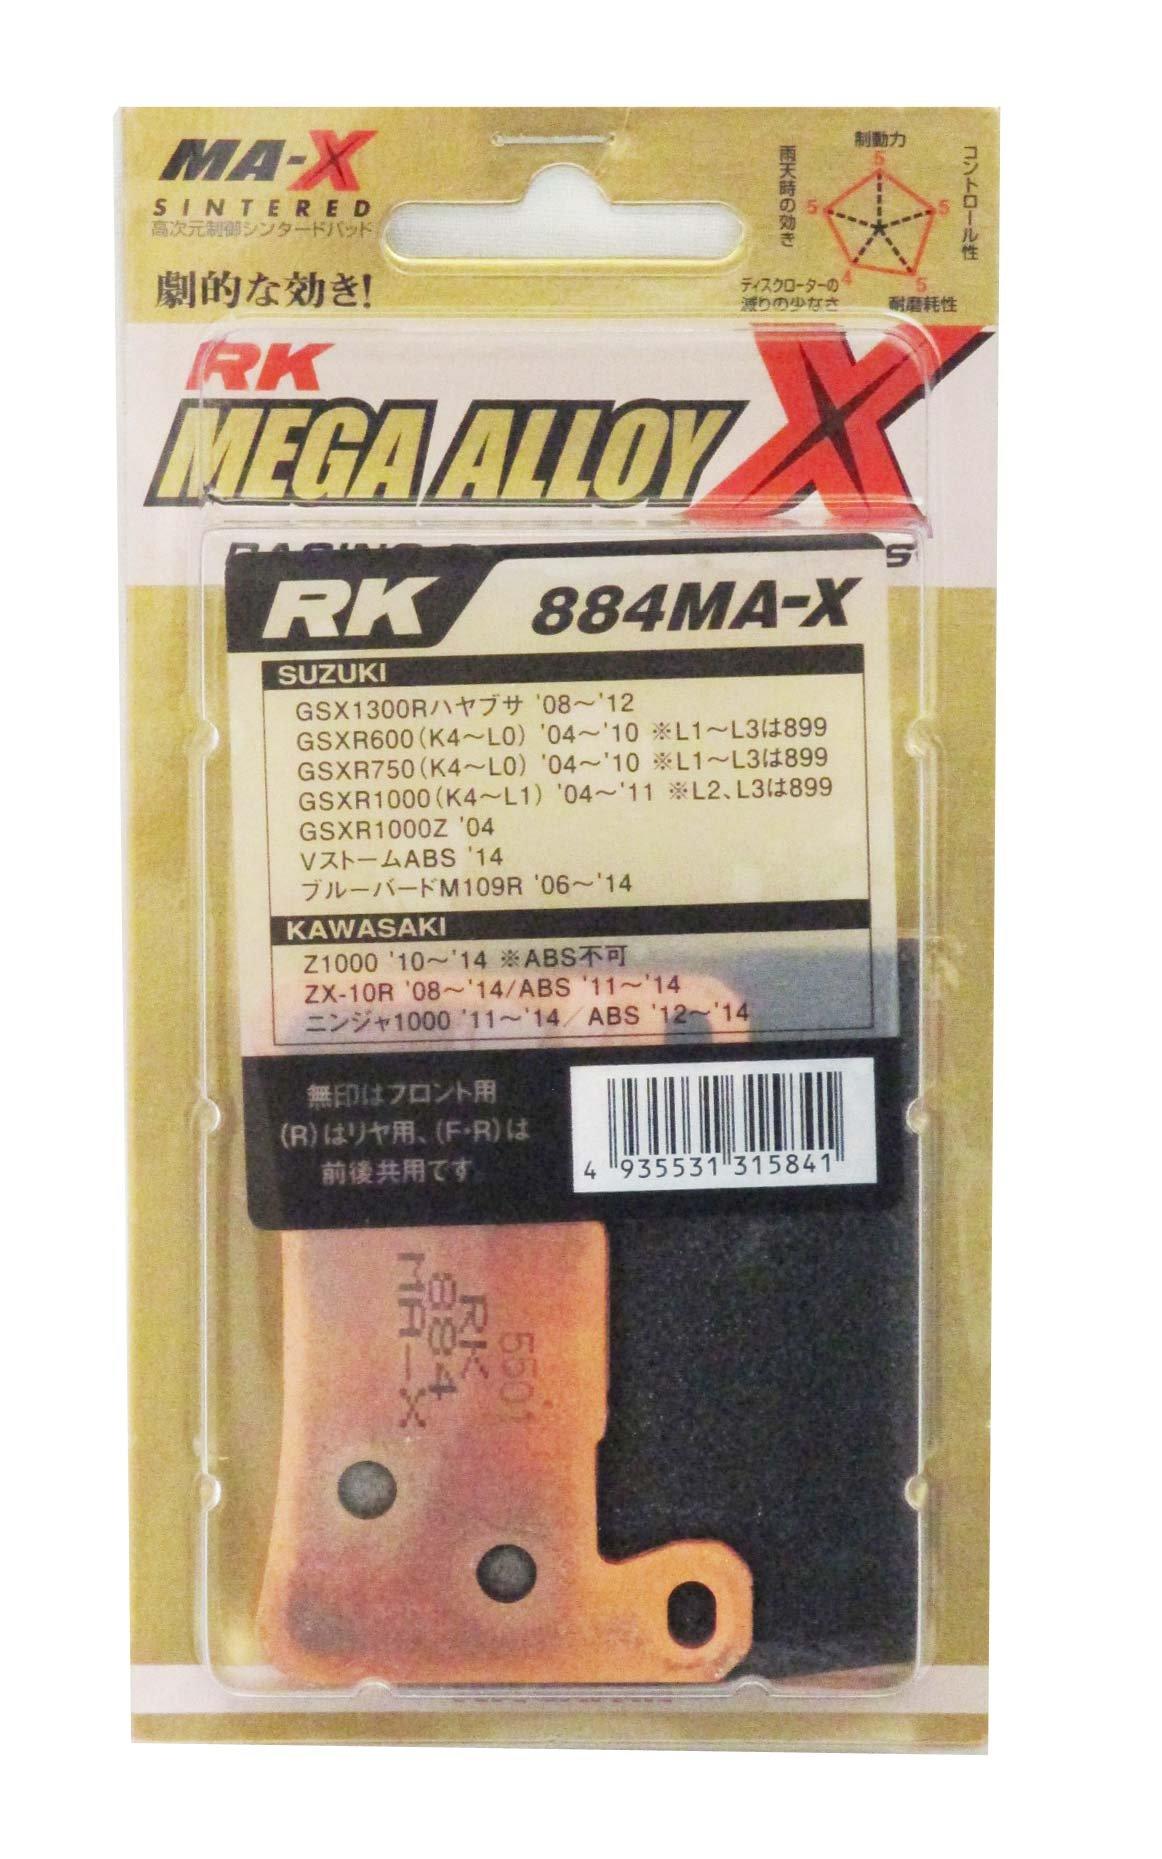 MA-X
SINTERED
高次元制御シンタードパッド
劇的な効き!
制動力
5
コントロール性
5
雨天時の効き
5
ディスクローターの
減りの少なさ
4
耐磨耗性
5
RK
MEGA ALLOY X
RK 884MA-X
SUZUKI
GSX1300Rハヤブサ '08～'12
GSXR600(K4～L0) '04～'10 ※L1～L3は899
GSXR750(K4～L0) '04～'10 ※L1～L3は899
GSXR1000(K4～L1) '04～'11 ※L2、L3は899
GSXR1000Z '04
VストームABS '14
ブルーバードM109R '06～'14
KAWASAKI
Z1000 '10～'14 ※ABS不可
ZX-10R '08～'14/ABS '11～'14
ニンジャ1000 '11～'14／ABS '12～'14
無印はフロント用
(R)はリヤ用、(F・R)は
前後共用です
4 935531 315841
5501
RK
884
MA-X